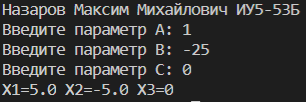 Назаров Максим Михайлович ИУ5-53Б
Введите параметр A: 1
Введите параметр B: -25
Введите параметр C: 0
X1=5.0 X2=-5.0 X3=0